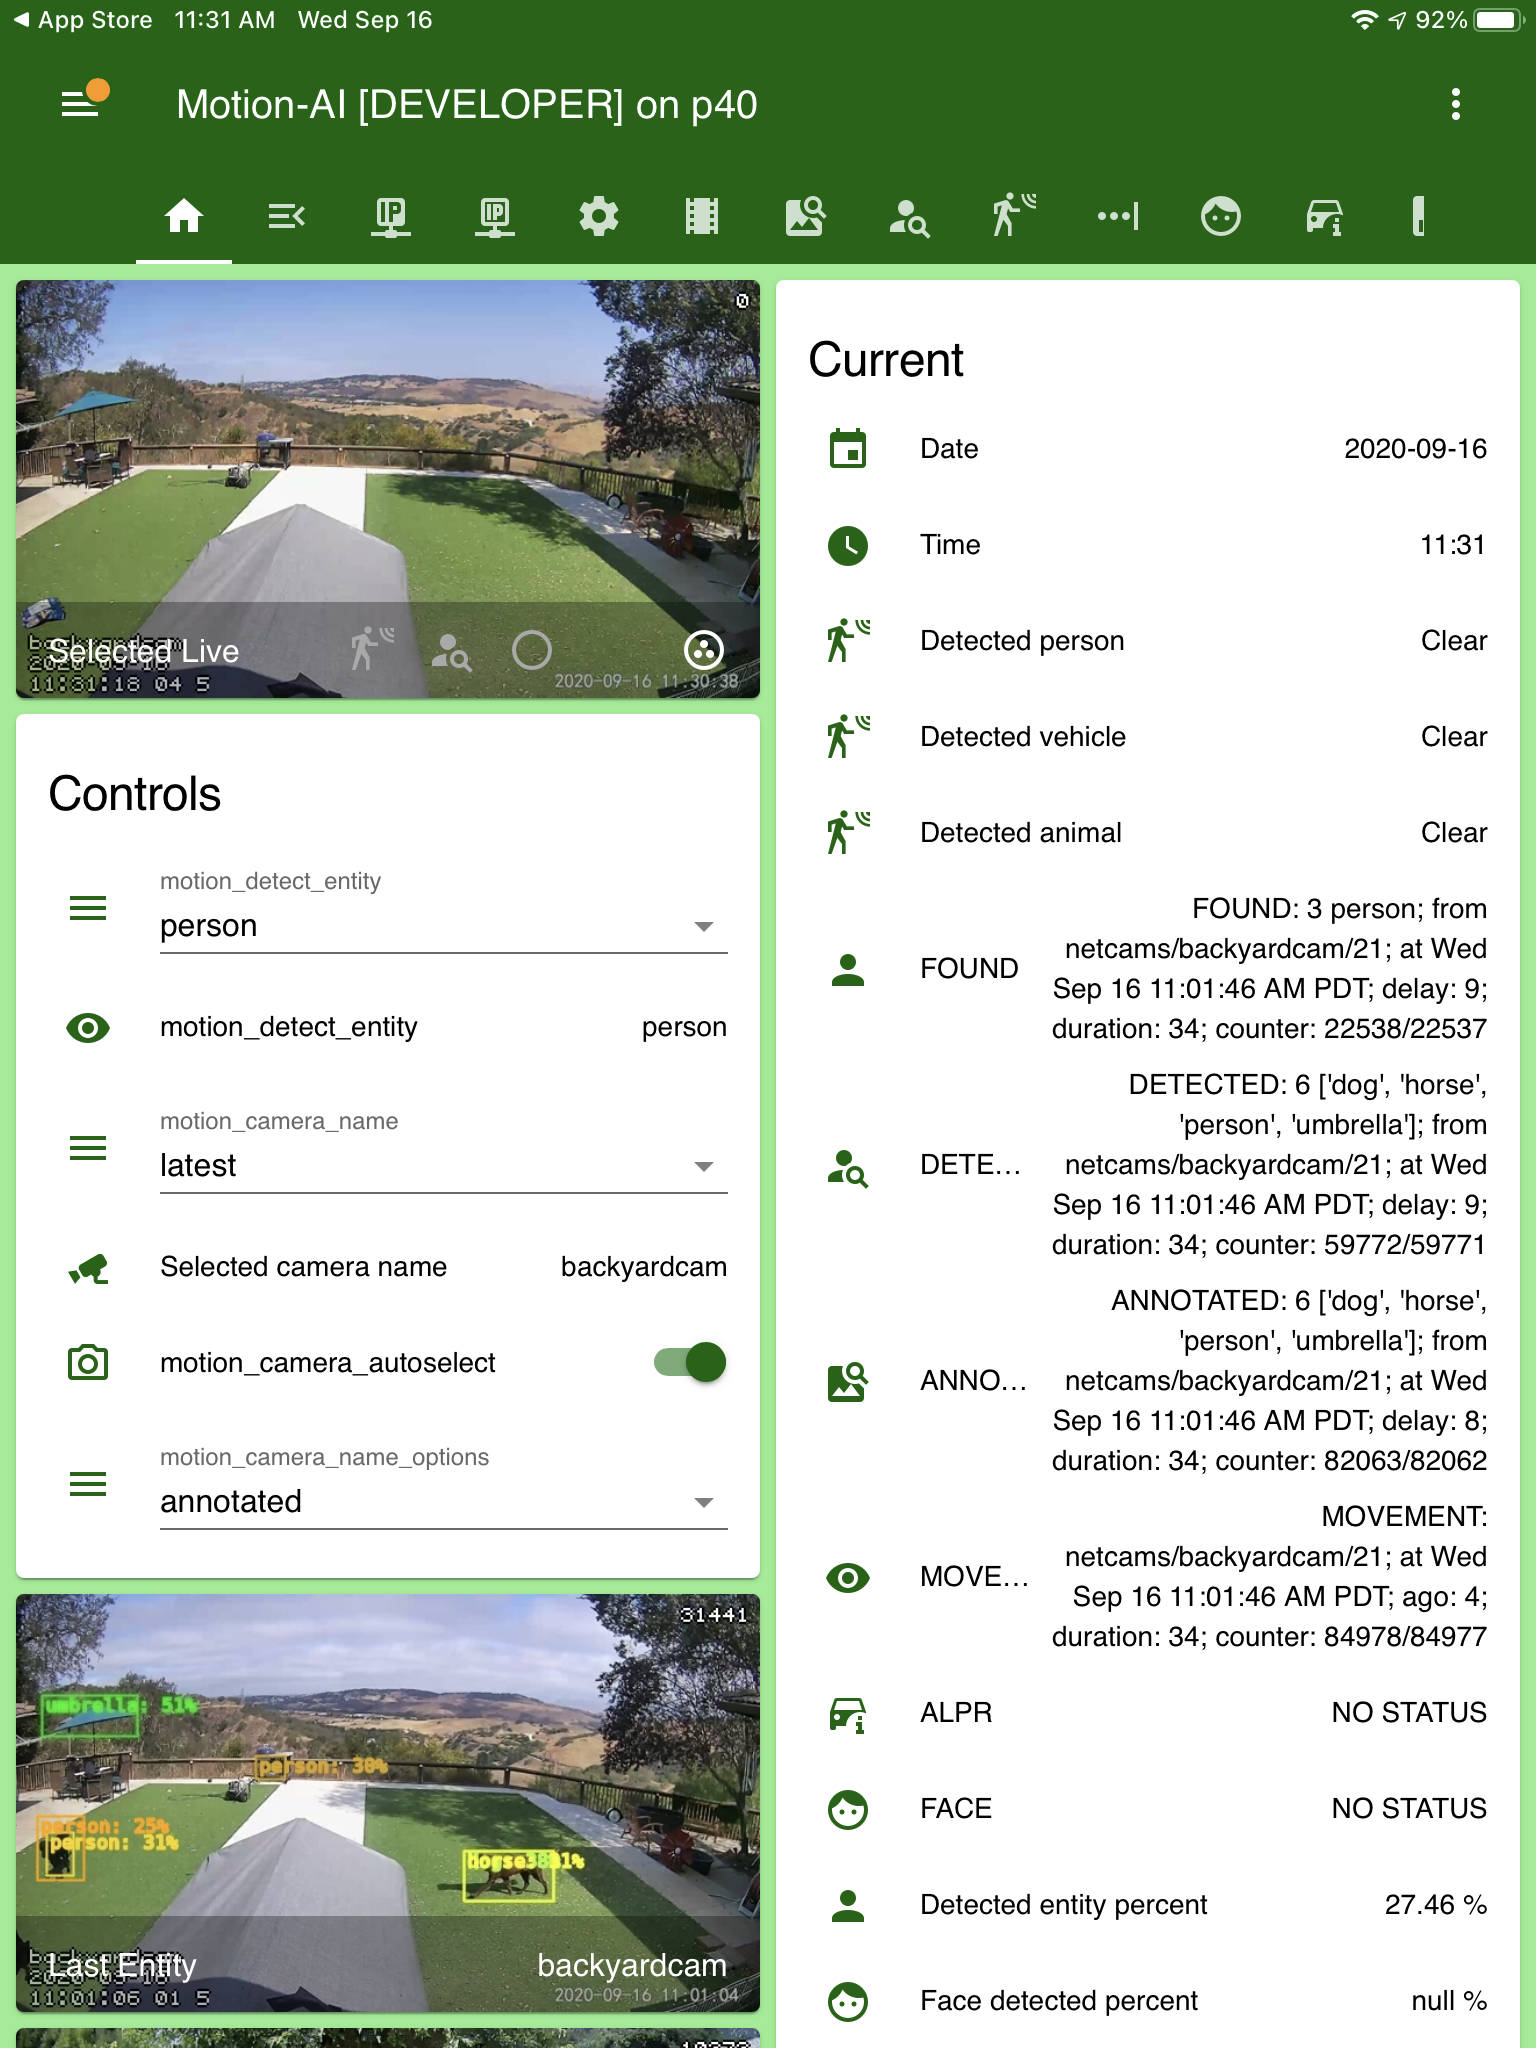 App Store 11:31 AM Wed Sep 16 92%
Motion-AI [DEVELOPER] on p40
IP IP
0
Selected Live
11:31:18 04 5
2020-09-16 11:30:38
Controls
motion_detect_entity
person
motion_detect_entity person
motion_camera_name
latest
Selected camera name backyardcam
motion_camera_autoselect
motion_camera_name_options
annotated
31441
umbrella: 51%
person: 30%
person: 25%
person: 31%
Last Entity backyardcam
11:01:06 01 5
2020-09-16 11:01:04
Current
Date 2020-09-16
Time 11:31
Detected person Clear
Detected vehicle Clear
Detected animal Clear
FOUND
FOUND: 3 person; from
netcams/backyardcam/21; at Wed
Sep 16 11:01:46 AM PDT; delay: 9;
duration: 34; counter: 22538/22537
DETE…
DETECTED: 6 ['dog', 'horse',
'person', 'umbrella']; from
netcams/backyardcam/21; at Wed
Sep 16 11:01:46 AM PDT; delay: 9;
duration: 34; counter: 59772/59771
ANNO…
ANNOTATED: 6 ['dog', 'horse',
'person', 'umbrella']; from
netcams/backyardcam/21; at Wed
Sep 16 11:01:46 AM PDT; delay: 8;
duration: 34; counter: 82063/82062
MOVE…
MOVEMENT:
netcams/backyardcam/21; at Wed
Sep 16 11:01:46 AM PDT; ago: 4;
duration: 34; counter: 84978/84977
ALPR NO STATUS
FACE NO STATUS
Detected entity percent 27.46 %
Face detected percent null %